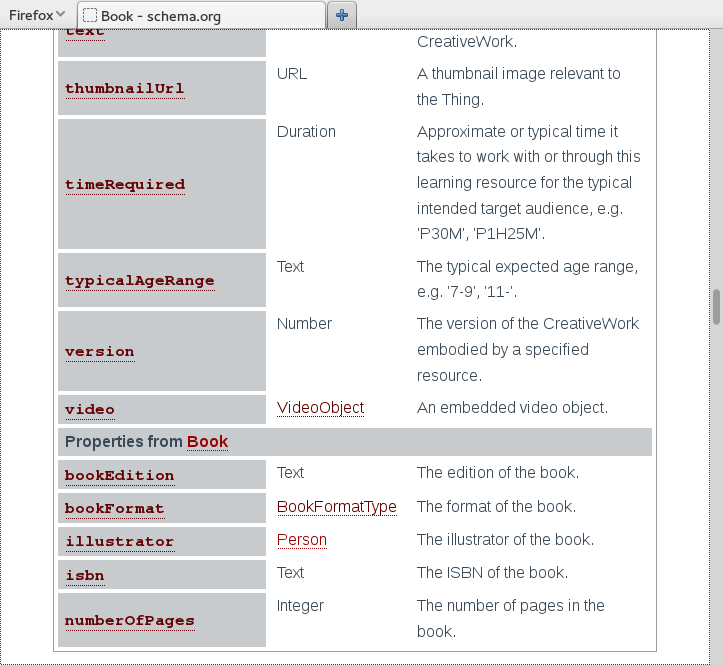 Firefox
Book - schema.org
text
CreativeWork.
thumbnailUrl URL A thumbnail image relevant to
the Thing.
timeRequired Duration Approximate or typical time it
takes to work with or through this
learning resource for the typical
intended target audience, e.g.
'P30M', 'P1H25M'.
typicalAgeRange Text The typical expected age range,
e.g. '7-9', '11-'.
version Number The version of the CreativeWork
embodied by a specified
resource.
video VideoObject An embedded video object.
Properties from Book
bookEdition Text The edition of the book.
bookFormat BookFormatType The format of the book.
illustrator Person The illustrator of the book.
isbn Text The ISBN of the book.
numberOfPages Integer The number of pages in the
book.